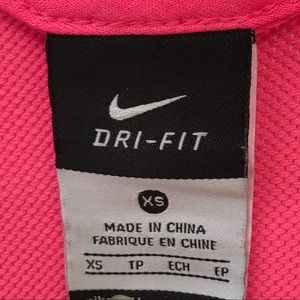 DRI-FIT
XS
MADE IN CHINA
FABRIQUE EN CHINE
XS TP ECH EP